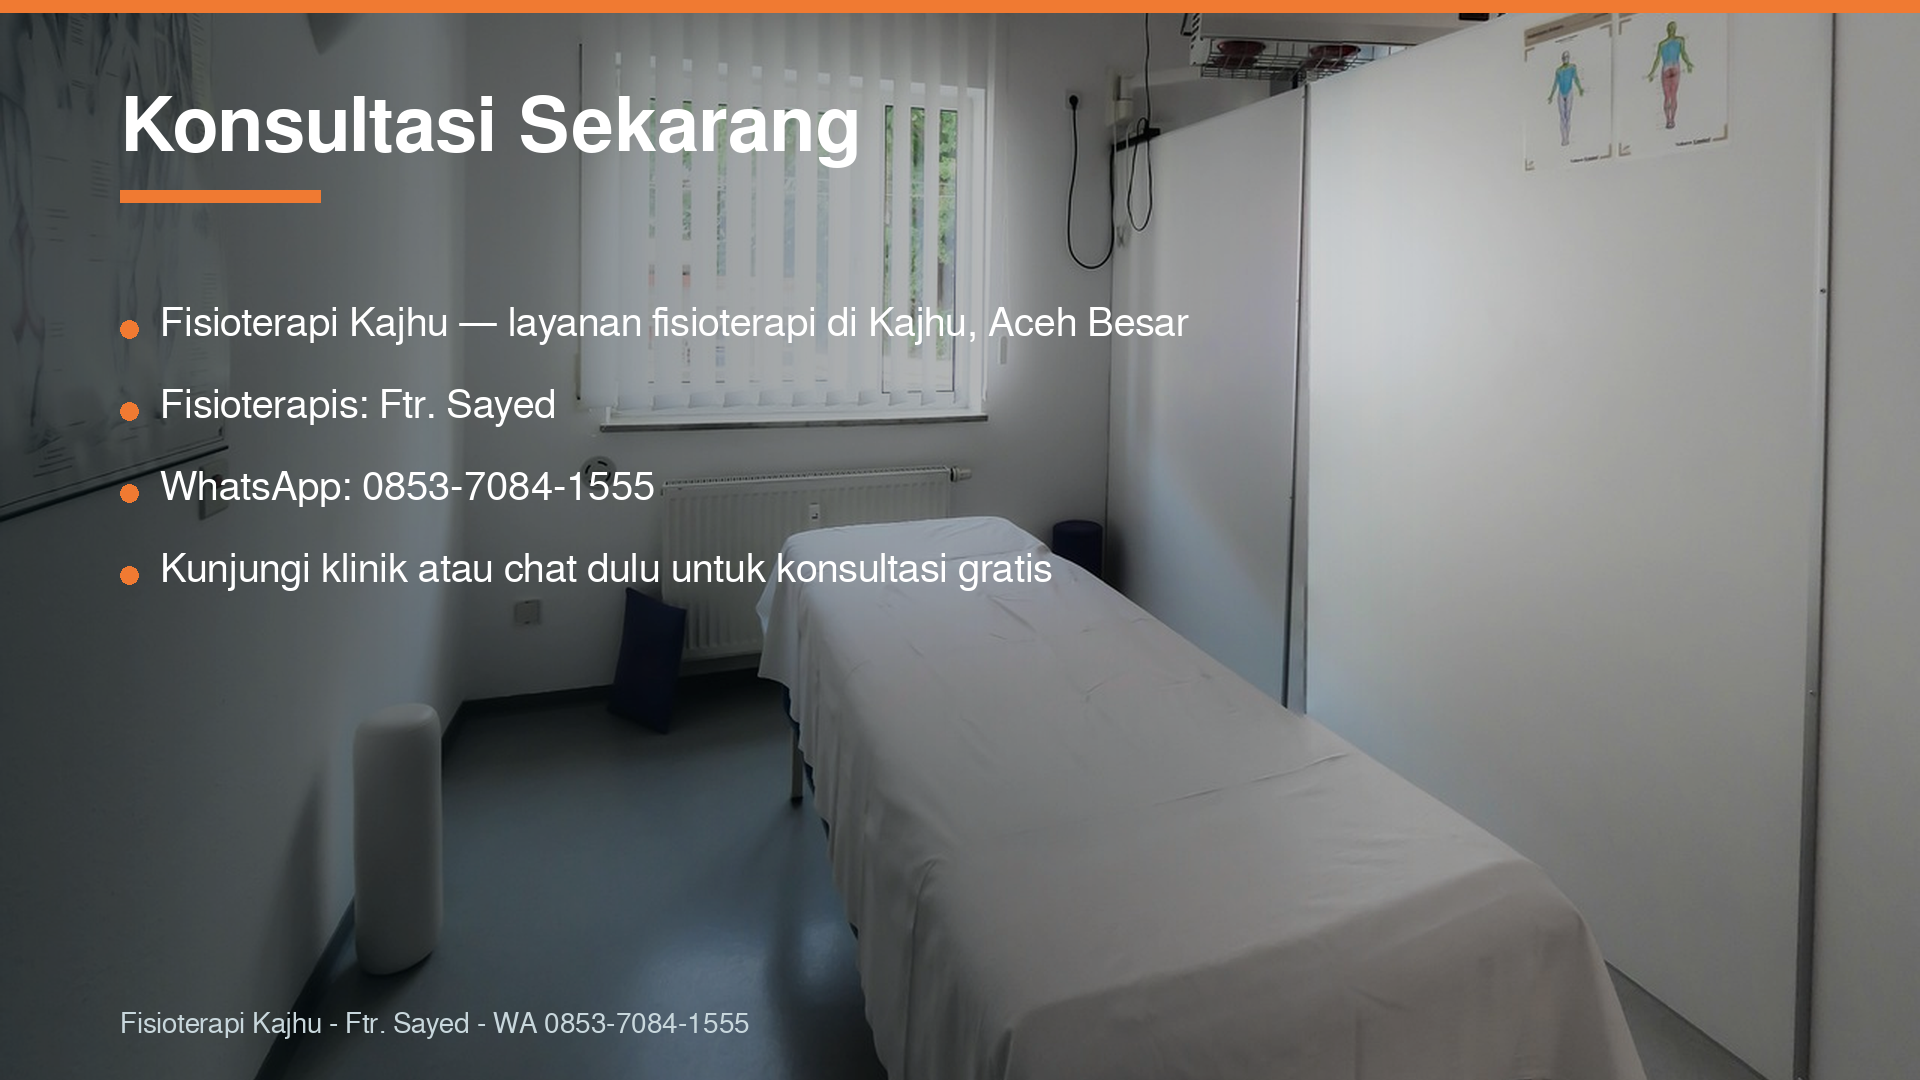 Konsultasi Sekarang
Fisioterapi Kajhu — layanan fisioterapi di Kajhu, Aceh Besar
Fisioterapis: Ftr. Sayed
WhatsApp: 0853-7084-1555
Kunjungi klinik atau chat dulu untuk konsultasi gratis
Fisioterapi Kajhu - Ftr. Sayed - WA 0853-7084-1555